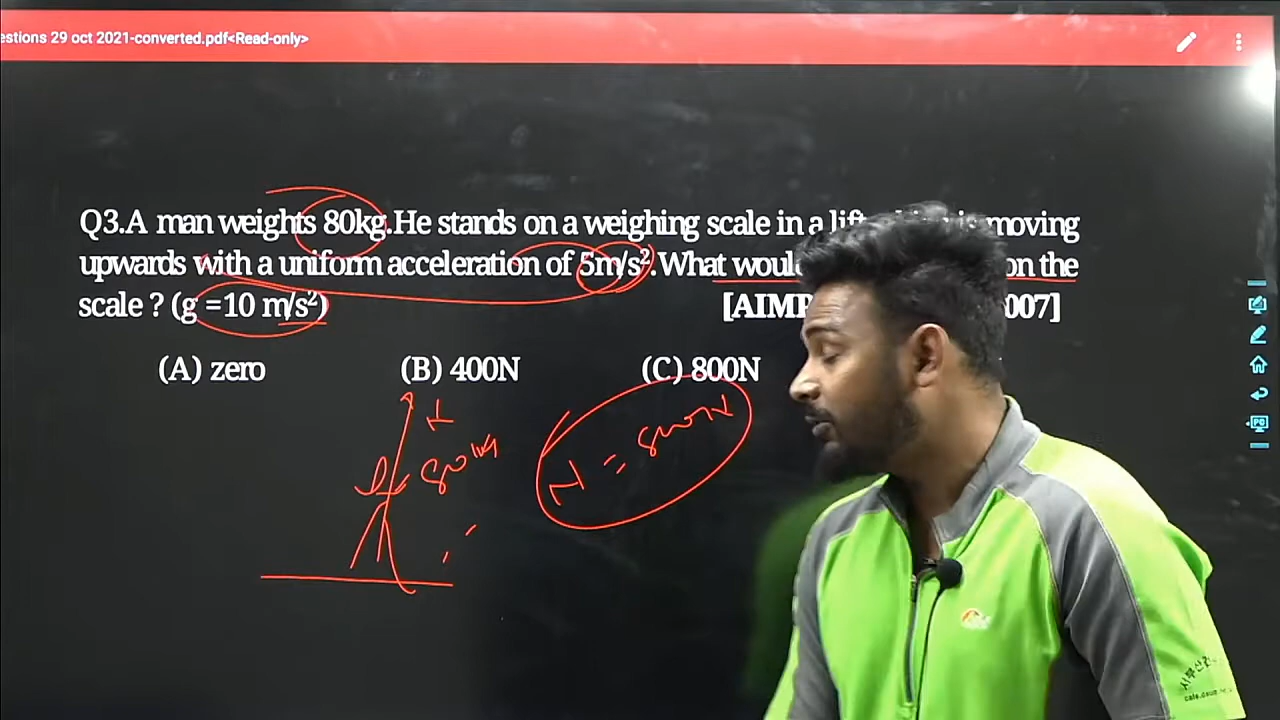 estions 29 oct 2021-converted.pdf<Read-only>
Q3.A man weights 80kg.He stands on a weighing scale in a lift moving
upwards with a uniform acceleration of 5m/s². What on the
scale ? (g =10 m/s²) 007]
(A) zero (B) 400N (C) 800N
80 kg
N = 800N